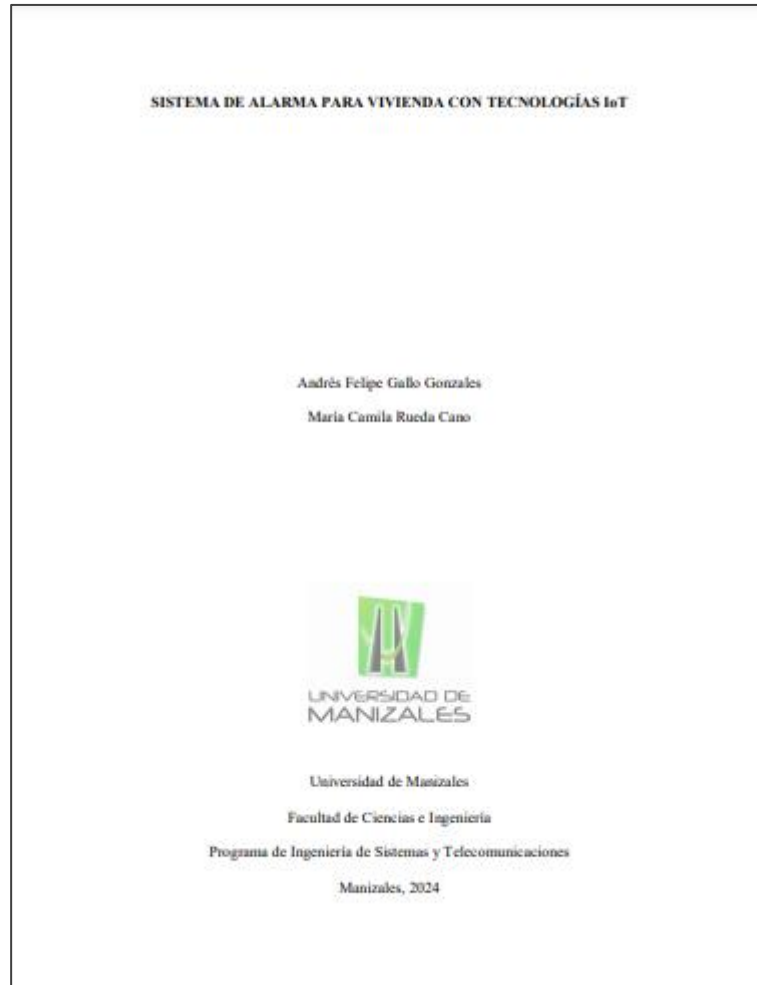 SISTEMA DE ALARMA PARA VIVIENDA CON TECNOLOGÍAS IoT
Andrés Felipe Gallo Gonzales
María Camila Rueda Cano
UNIVERSIDAD DE
MANIZALES
Universidad de Manizales
Facultad de Ciencias e Ingeniería
Programa de Ingeniería de Sistemas y Telecomunicaciones
Manizales, 2024